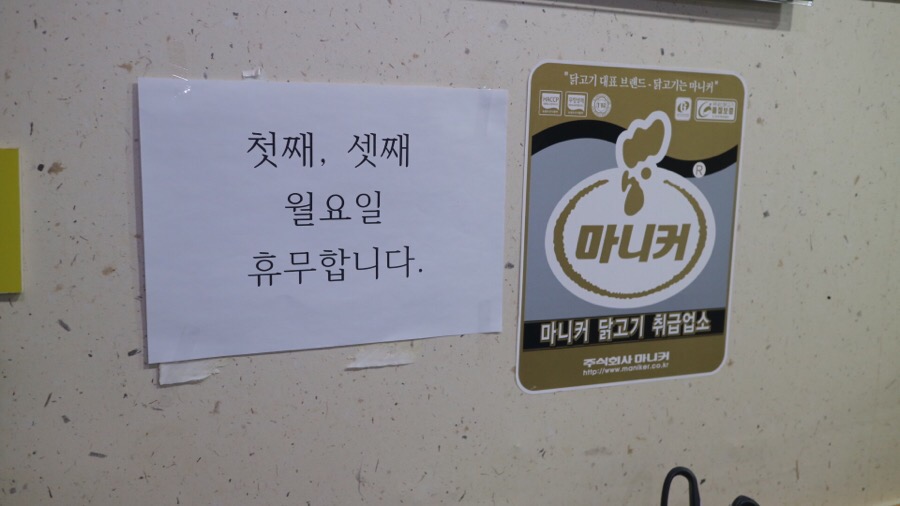 첫째, 셋째
월요일
휴무합니다.
"닭고기 대표 브랜드 - 닭고기는 마니커"
HACCP
®
마니커
마니커 닭고기 취급업소
주식회사 마니커
http://www.maniker.co.kr